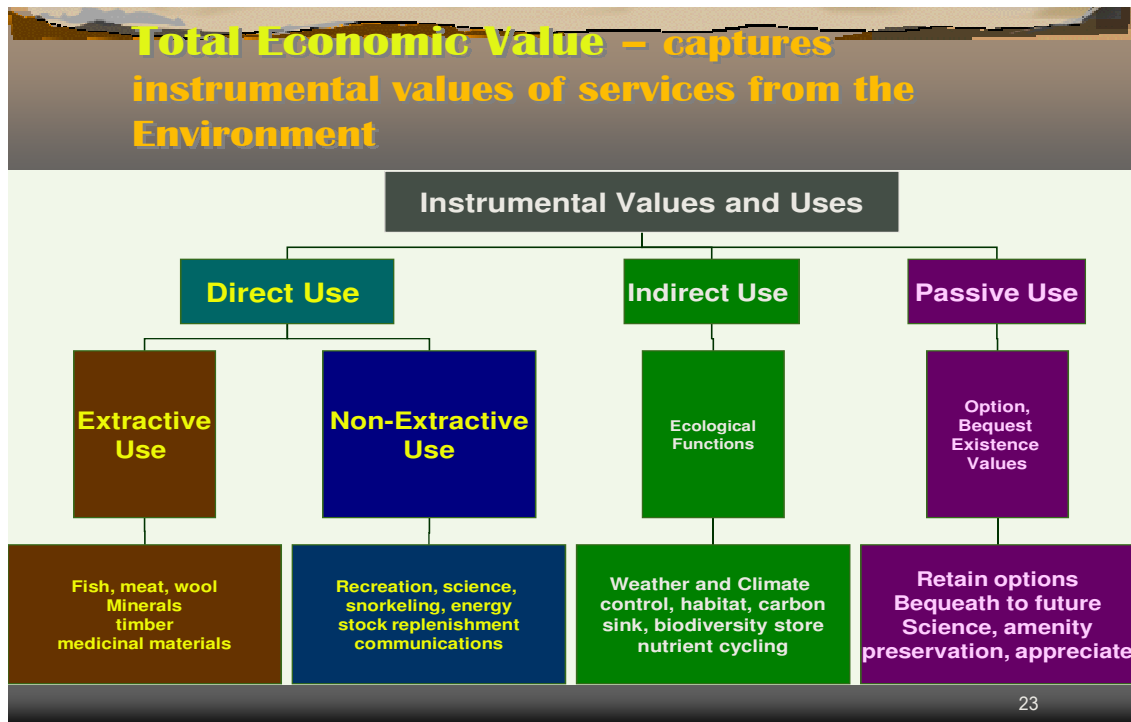 Total Economic Value – captures
instrumental values of services from the
Environment
Instrumental Values and Uses
Direct Use
Indirect Use
Passive Use
Extractive
Use
Non-Extractive
Use
Ecological
Functions
Option,
Bequest
Existence
Values
Fish, meat, wool
Minerals
timber
medicinal materials
Recreation, science,
snorkeling, energy
stock replenishment
communications
Weather and Climate
control, habitat, carbon
sink, biodiversity store
nutrient cycling
Retain options
Bequeath to future
Science, amenity
preservation, appreciate
23